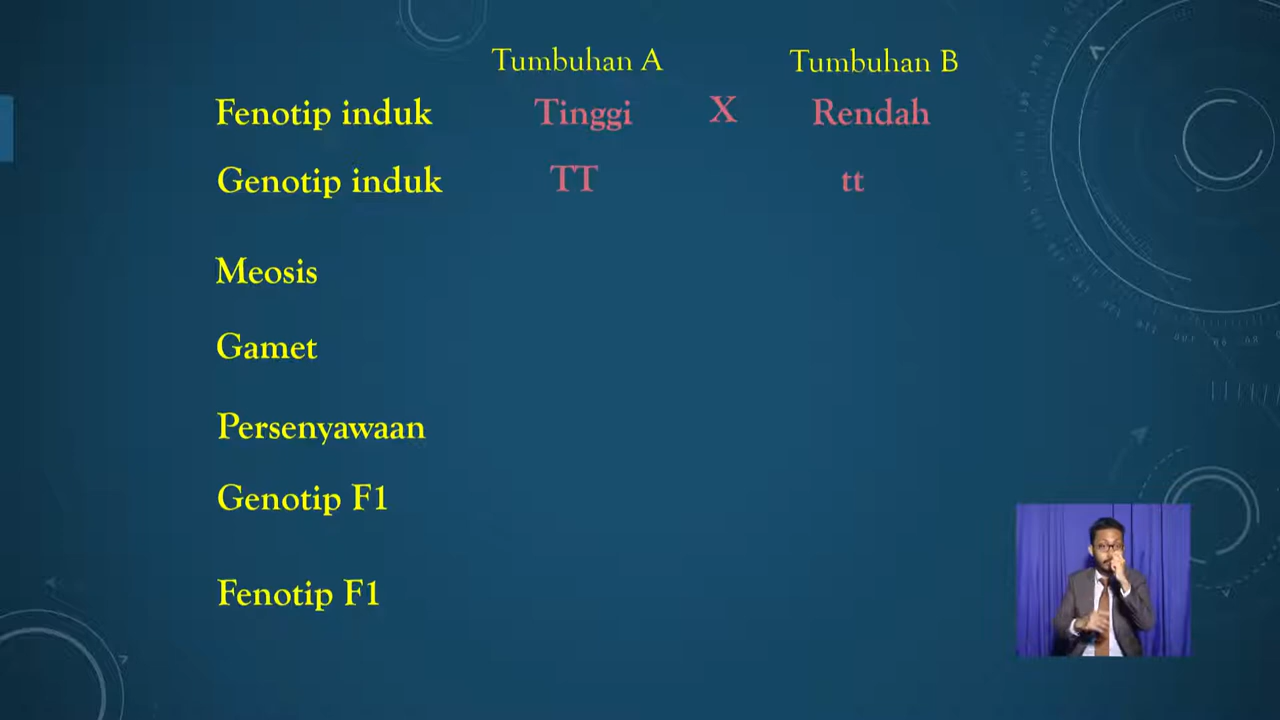 Tumbuhan A Tumbuhan B
Fenotip induk Tinggi X Rendah
Genotip induk TT tt
Meosis
Gamet
Persenyawaan
Genotip F1
Fenotip F1